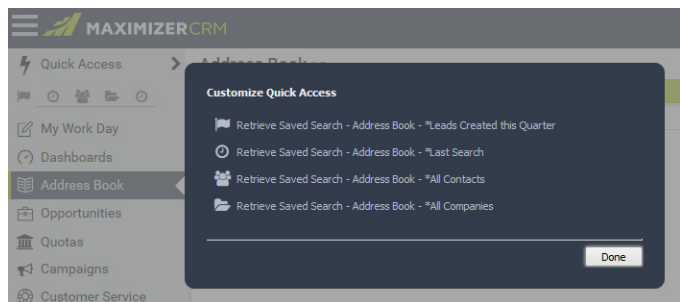 MAXIMIZERCRM
Quick Access
Address Book
Customize Quick Access
Retrieve Saved Search - Address Book - *Leads Created this Quarter
Retrieve Saved Search - Address Book - *Last Search
Retrieve Saved Search - Address Book - *All Contacts
Retrieve Saved Search - Address Book - *All Companies
Done
My Work Day
Dashboards
Address Book
Opportunities
Quotas
Campaigns
Customer Service